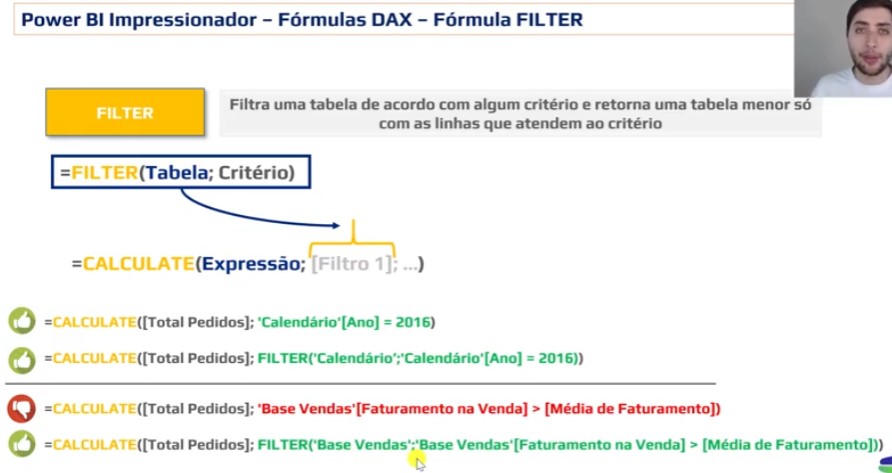 Power BI Impressionador – Fórmulas DAX – Fórmula FILTER
FILTER
Filtra uma tabela de acordo com algum critério e retorna uma tabela menor só
com as linhas que atendem ao critério
=FILTER(Tabela; Critério)
=CALCULATE(Expressão; [Filtro 1]; ...)
=CALCULATE([Total Pedidos]; 'Calendário'[Ano] = 2016)
=CALCULATE([Total Pedidos]; FILTER('Calendário';'Calendário'[Ano] = 2016))
=CALCULATE([Total Pedidos]; 'Base Vendas'[Faturamento na Venda] > [Média de Faturamento])
=CALCULATE([Total Pedidos]; FILTER('Base Vendas';'Base Vendas'[Faturamento na Venda] > [Média de Faturamento]))